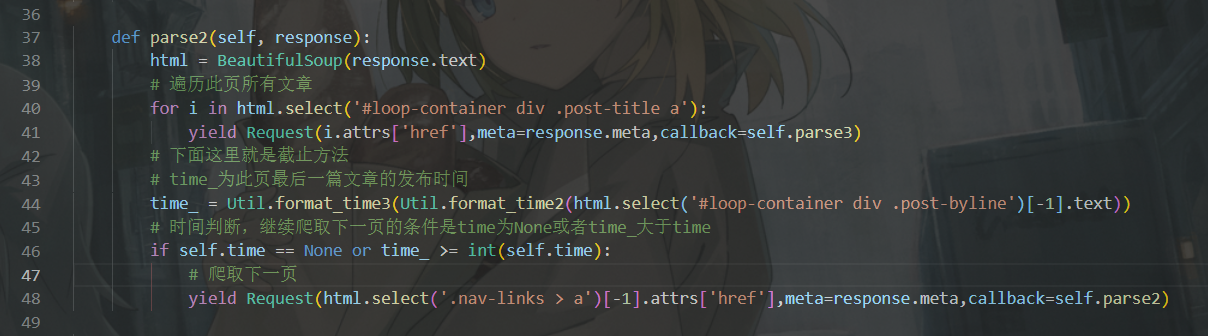 36
37 def parse2(self, response):
38 html = BeautifulSoup(response.text)
39 # 遍历此页所有文章
40 for i in html.select('#loop-container div .post-title a'):
41 yield Request(i.attrs['href'],meta=response.meta,callback=self.parse3)
42 # 下面这里就是截止方法
43 # time_为此页最后一篇文章的发布时间
44 time_ = Util.format_time3(Util.format_time2(html.select('#loop-container div .post-byline')[-1].text))
45 # 时间判断，继续爬取下一页的条件是time为None或者time_大于time
46 if self.time == None or time_ >= int(self.time):
47 # 爬取下一页
48 yield Request(html.select('.nav-links > a')[-1].attrs['href'],meta=response.meta,callback=self.parse2)
49